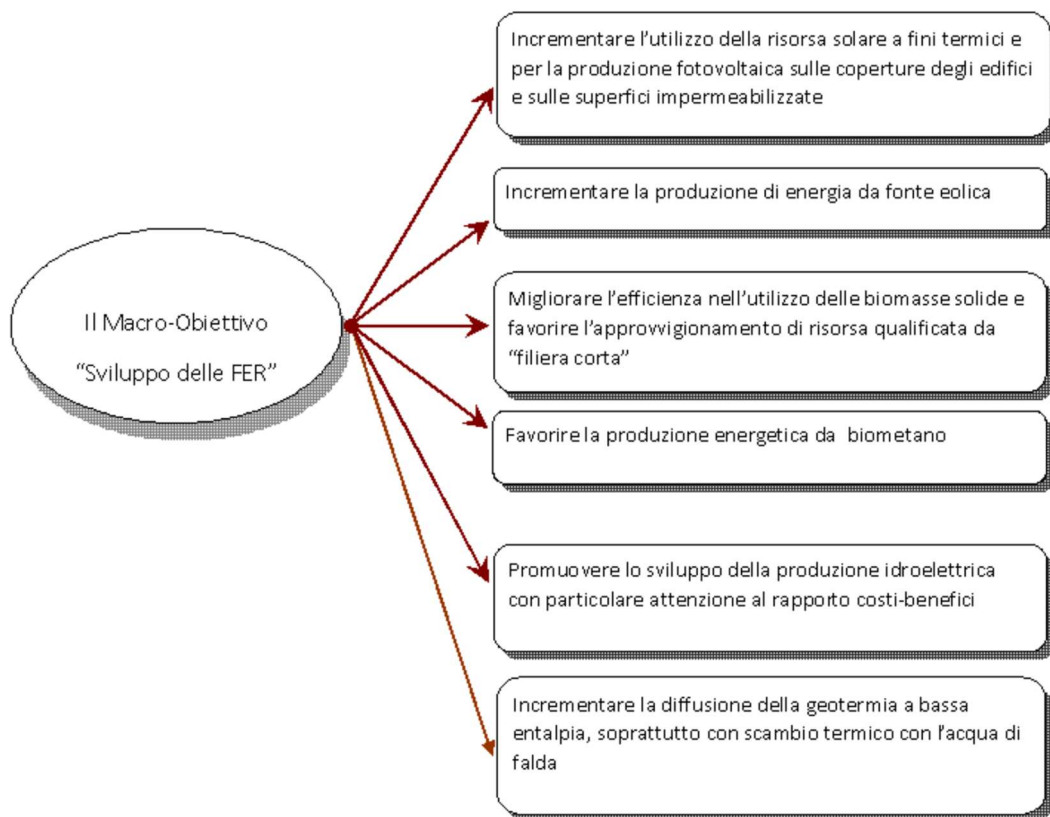 Il Macro-Obiettivo
“Sviluppo delle FER”
Incrementare l’utilizzo della risorsa solare a fini termici e
per la produzione fotovoltaica sulle coperture degli edifici
e sulle superfici impermeabilizzate
Incrementare la produzione di energia da fonte eolica
Migliorare l’efficienza nell’utilizzo delle biomasse solide e
favorire l’approvvigionamento di risorsa qualificata da
“filiera corta”
Favorire la produzione energetica da biometano
Promuovere lo sviluppo della produzione idroelettrica
con particolare attenzione al rapporto costi-benefici
Incrementare la diffusione della geotermia a bassa
entalpia, soprattutto con scambio termico con l’acqua di
falda